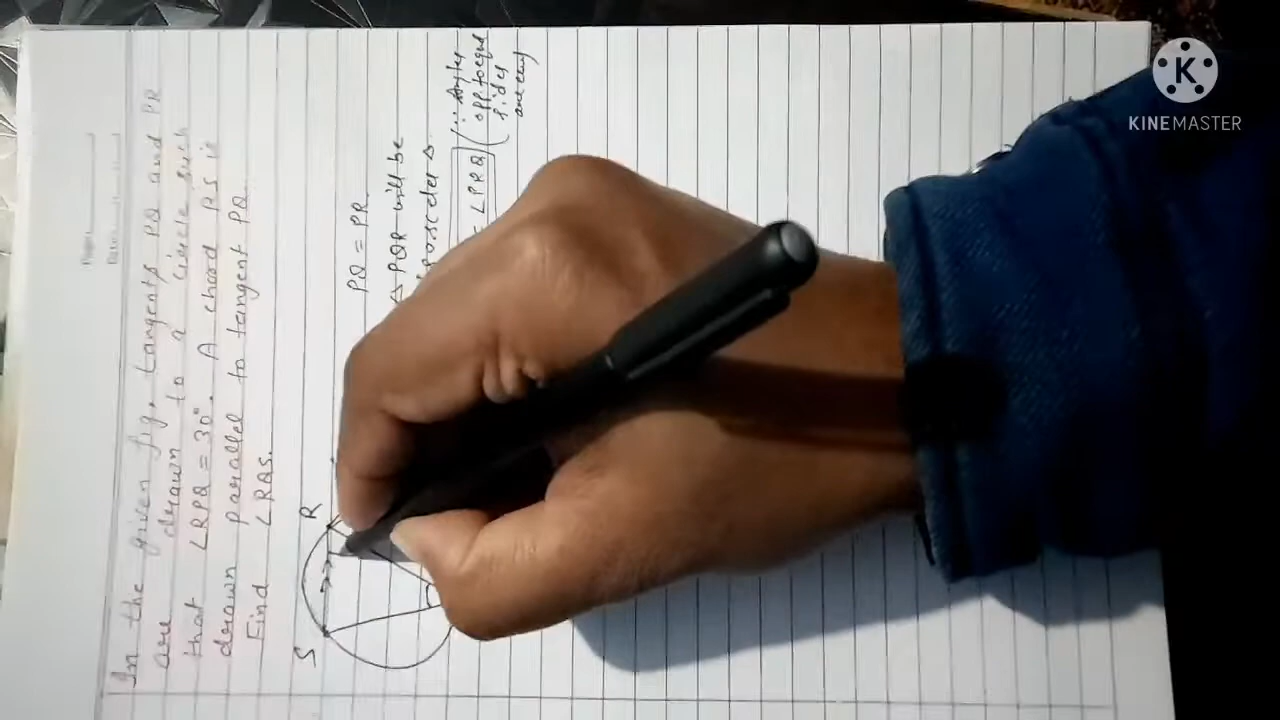 In the given fig. tangents PQ and PR
are drawn to a circle such
that ∠RPQ = 30°. A chord RS is
drawn parallel to tangent PQ.
Find ∠RQS.
PQ = PR
△ PQR will be
isosceles △
= ∠PRQ (∵ Angles
opp. to equal
sides
are equal
R
S
KINEMASTER